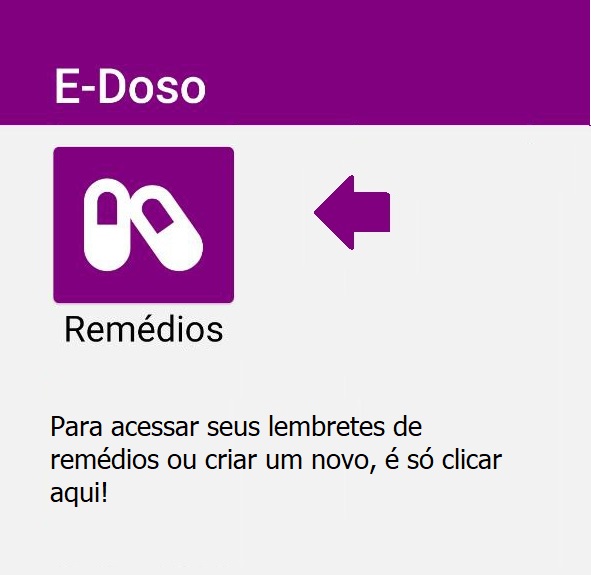 E-Doso
Remédios
Para acessar seus lembretes de
remédios ou criar um novo, é só clicar
aqui!